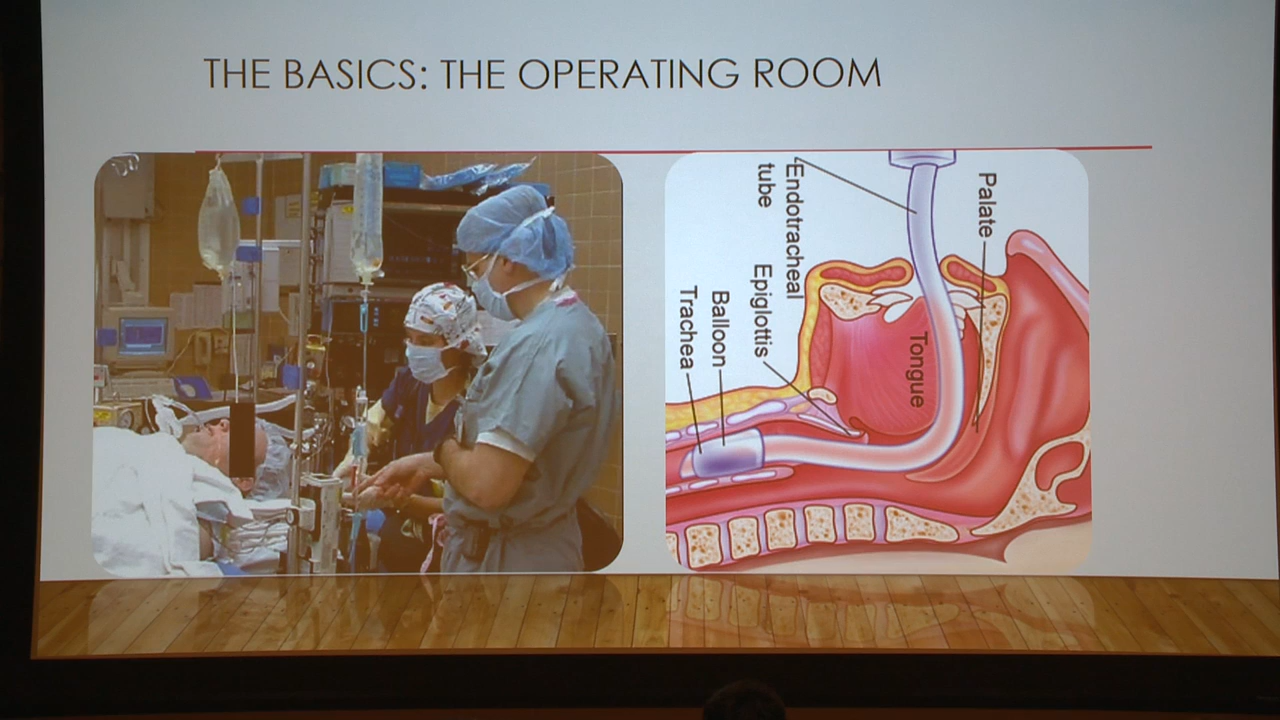 THE BASICS: THE OPERATING ROOM
Endotracheal
tube
Palate
Epiglottis
Balloon
Trachea
Tongue